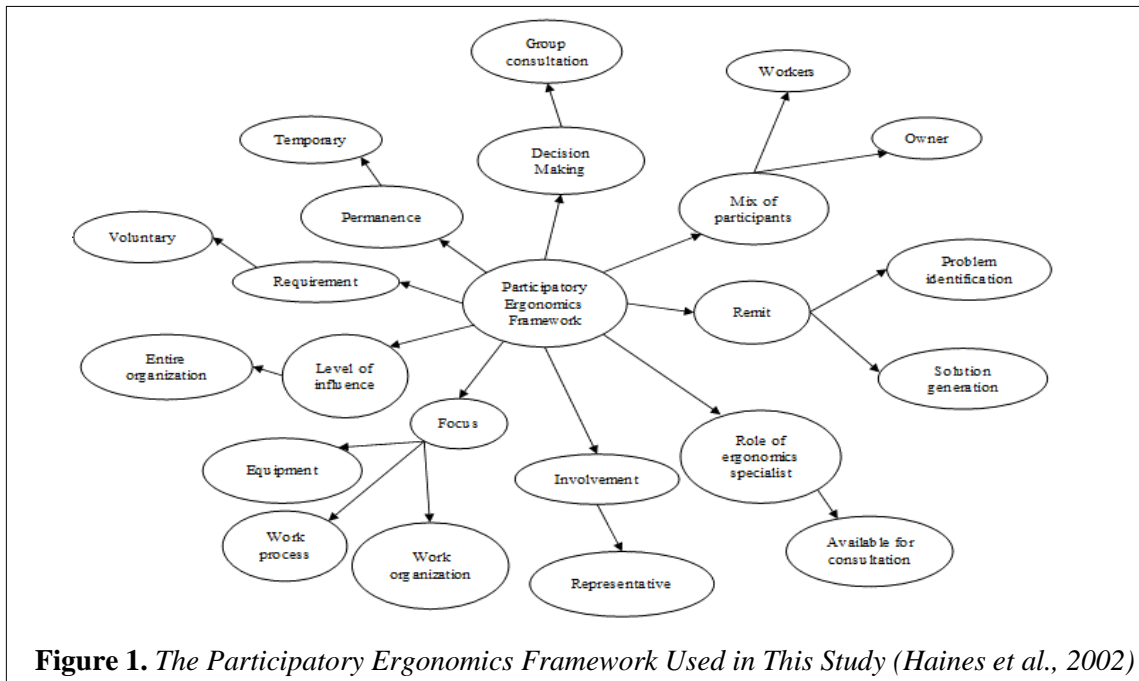 Group
consultation
Workers
Temporary
Decision
Making
Owner
Permanence
Mix of
participants
Voluntary
Requirement
Participatory
Ergonomics
Framework
Problem
identification
Remit
Entire
organization
Level of
influence
Solution
generation
Focus
Role of
ergonomics
specialist
Equipment
Involvement
Work
process
Work
organization
Available for
consultation
Representative
Figure 1. The Participatory Ergonomics Framework Used in This Study (Haines et al., 2002)